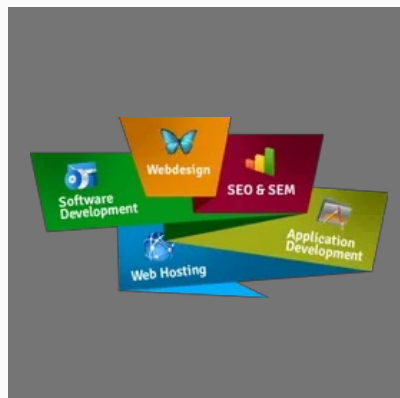 Webdesign
SEO & SEM
Software
Development
Application
Development
Web Hosting